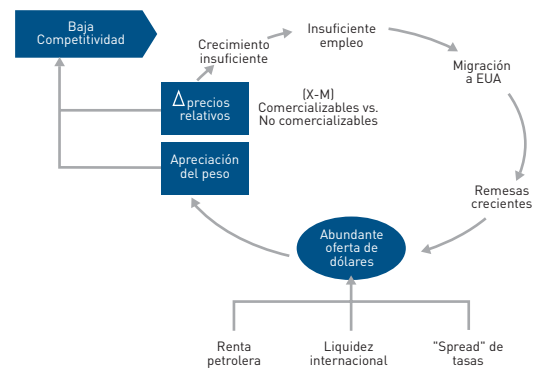 Baja
Competitividad
Crecimiento
insuficiente
Insuficiente
empleo
Migración
a EUA
Δ precios
relativos
(X-M)
Comercializables vs.
No comercializables
Apreciación
del peso
Remesas
crecientes
Abundante
oferta de
dólares
Renta
petrolera
Liquidez
internacional
"Spread" de
tasas